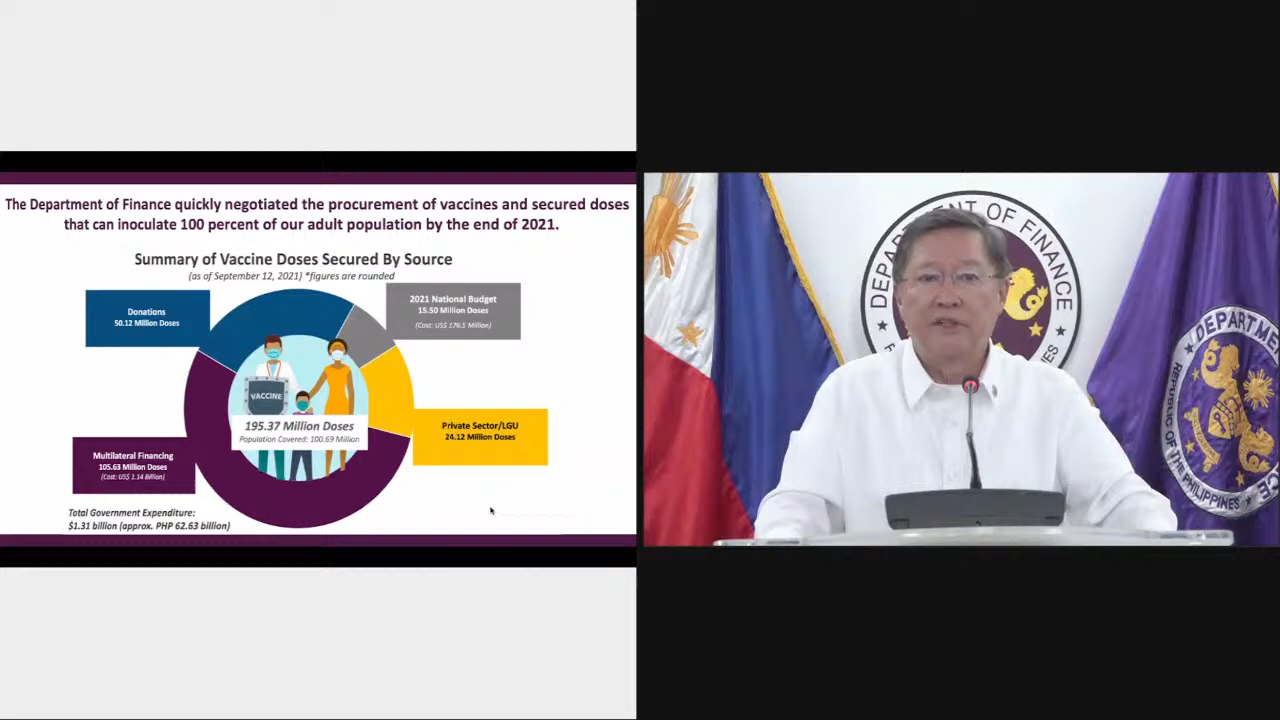 The Department of Finance quickly negotiated the procurement of vaccines and secured doses
that can inoculate 100 percent of our adult population by the end of 2021.
Summary of Vaccine Doses Secured By Source
(as of September 12, 2021) *figures are rounded
Donations
50.12 Million Doses
2021 National Budget
15.50 Million Doses
(Cost: US$ 176.5 Million)
VACCINE
195.37 Million Doses
Population Covered: 100.69 Million
Private Sector/LGU
24.12 Million Doses
Multilateral Financing
105.63 Million Doses
(Cost: US$ 1.14 Billion)
Total Government Expenditure:
$1.31 billion (approx. PHP 62.63 billion)
DEPARTMENT OF FINANCE
DEPARTM
REPUBLIC OF THE PHILIPPINES